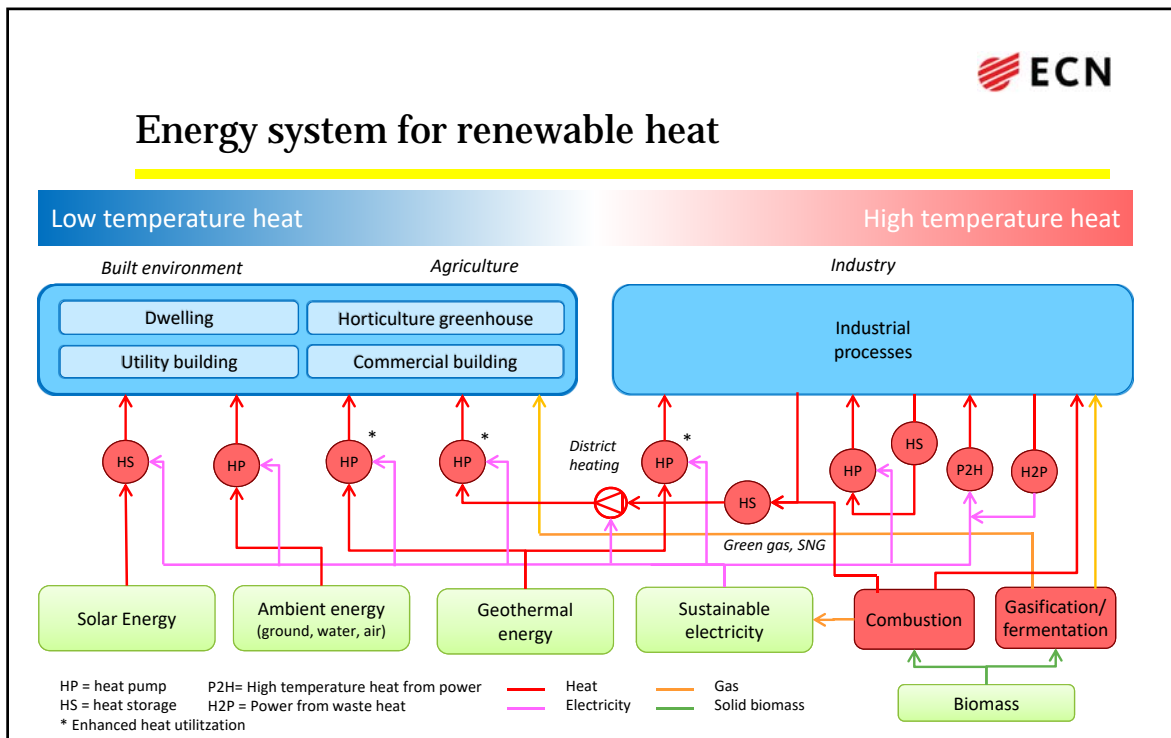 ECN
Energy system for renewable heat
Low temperature heat
High temperature heat
Built environment
Agriculture
Industry
Dwelling
Horticulture greenhouse
Utility building
Commercial building
Industrial
processes
*
*
*
District
heating
HS
HP
HP
HP
HP
HS
HP
HS
P2H
H2P
Green gas, SNG
Solar Energy
Ambient energy
(ground, water, air)
Geothermal
energy
Sustainable
electricity
Combustion
Gasification/
fermentation
Biomass
HP = heat pump
HS = heat storage
* Enhanced heat utilitzation
P2H= High temperature heat from power
H2P = Power from waste heat
Heat
Electricity
Gas
Solid biomass